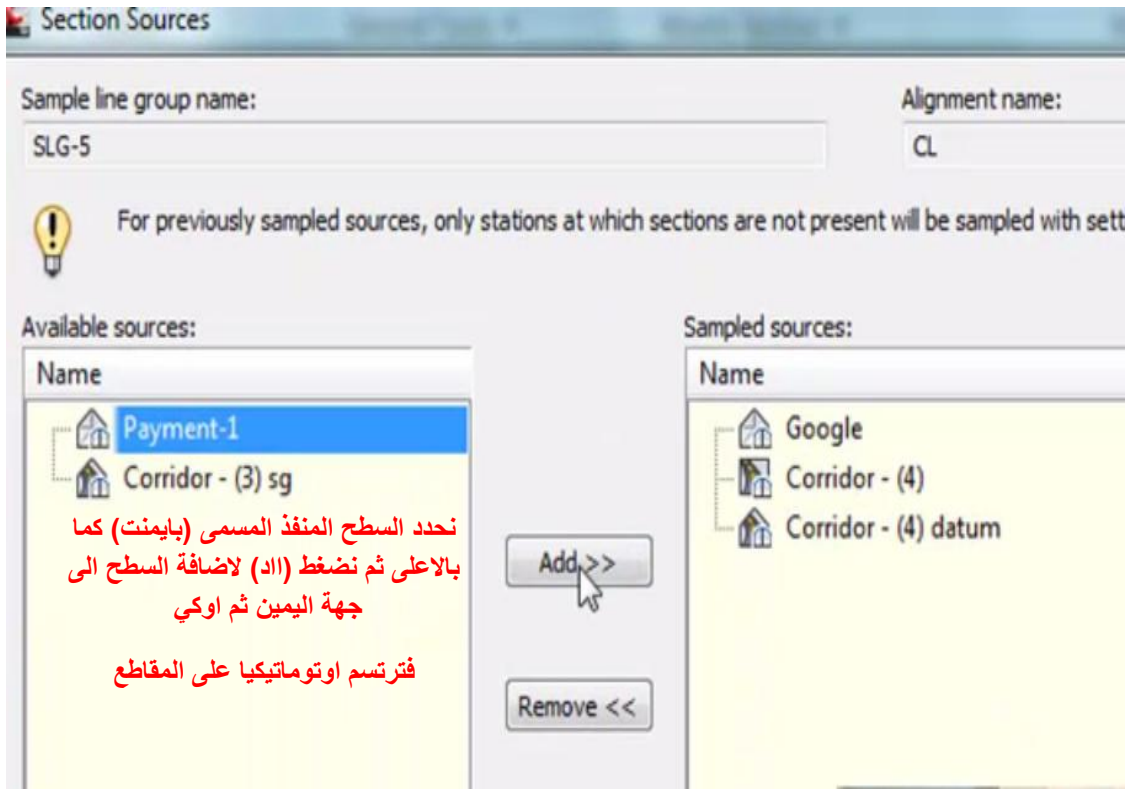 Section Sources
Sample line group name:
Alignment name:
SLG-5
CL
For previously sampled sources, only stations at which sections are not present will be sampled with sett
Available sources:
Sampled sources:
Name
Name
Payment-1
Corridor - (3) sg
Google
Corridor - (4)
Corridor - (4) datum
نحدد السطح المنفذ المسمى (بايمنت) كما
بالاعلى ثم نضغط (ااد) لاضافة السطح الى
جهة اليمين ثم اوكي
فترتسم اوتوماتيكيا على المقاطع
Add >>
Remove <<